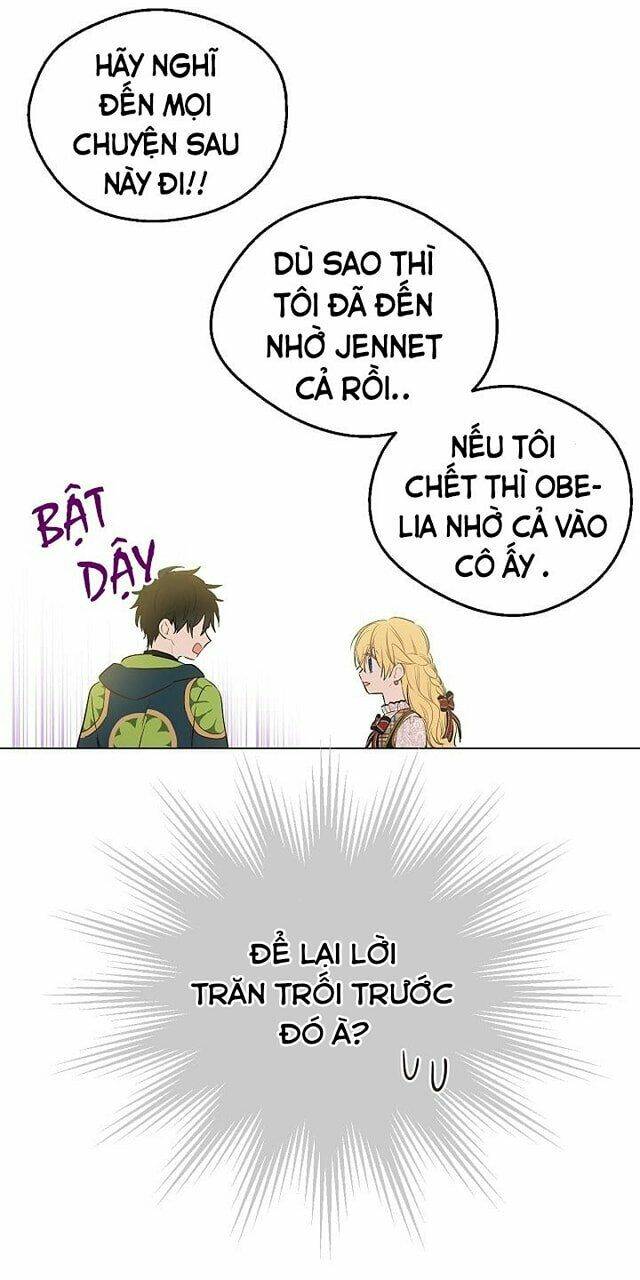 HÃY NGHĨ
ĐẾN MỌI
CHUYỆN SAU
NÀY ĐI!!
DÙ SAO THÌ
TÔI ĐÃ ĐẾN
NHỜ JENNET
CẢ RỒI..
NẾU TÔI
CHẾT THÌ OBE-
LIA NHỜ CẢ VÀO
CÔ ẤY .
BẬT
DẬY
ĐỂ LẠI LỜI
TRĂN TRỐI TRƯỚC
ĐÓ À?